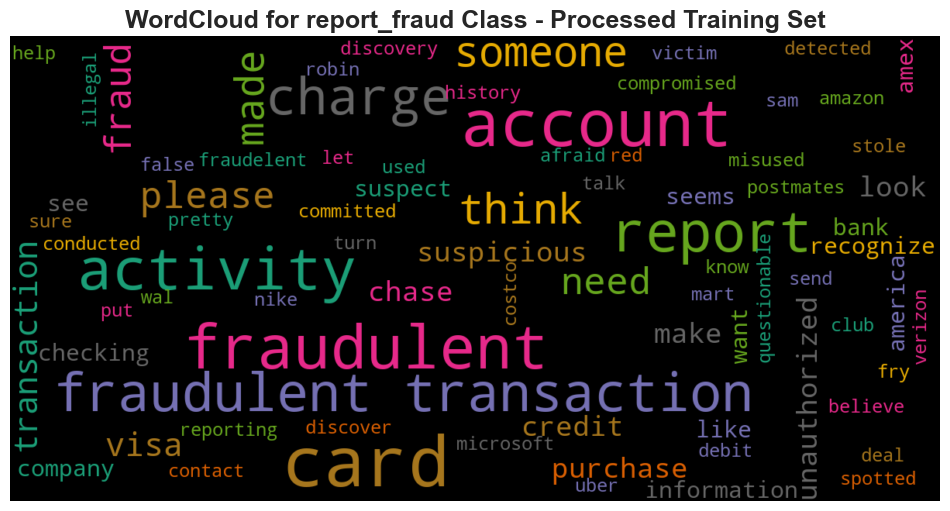 WordCloud for report_fraud Class - Processed Training Set
help
illegal
fraud
made
discovery
robin
charge
history
someone
victim
compromised
detected
amex
sam
amazon
account
false
fraudelent
let
used
afraid
red
misused
stole
see
please
suspect
talk
seems
postmates
look
sure
pretty
committed
think
report
bank
recognize
conducted
turn
suspicious
activity
transaction
wal
nike
chase
costco
need
know
questionable
mart
send
america
put
want
club
verizon
checking
fraudulent
make
unauthorized
fry
fraudulent transaction
believe
visa
reporting
discover
credit
like
microsoft
debit
deal
company
contact
card
purchase
uber
information
spotted